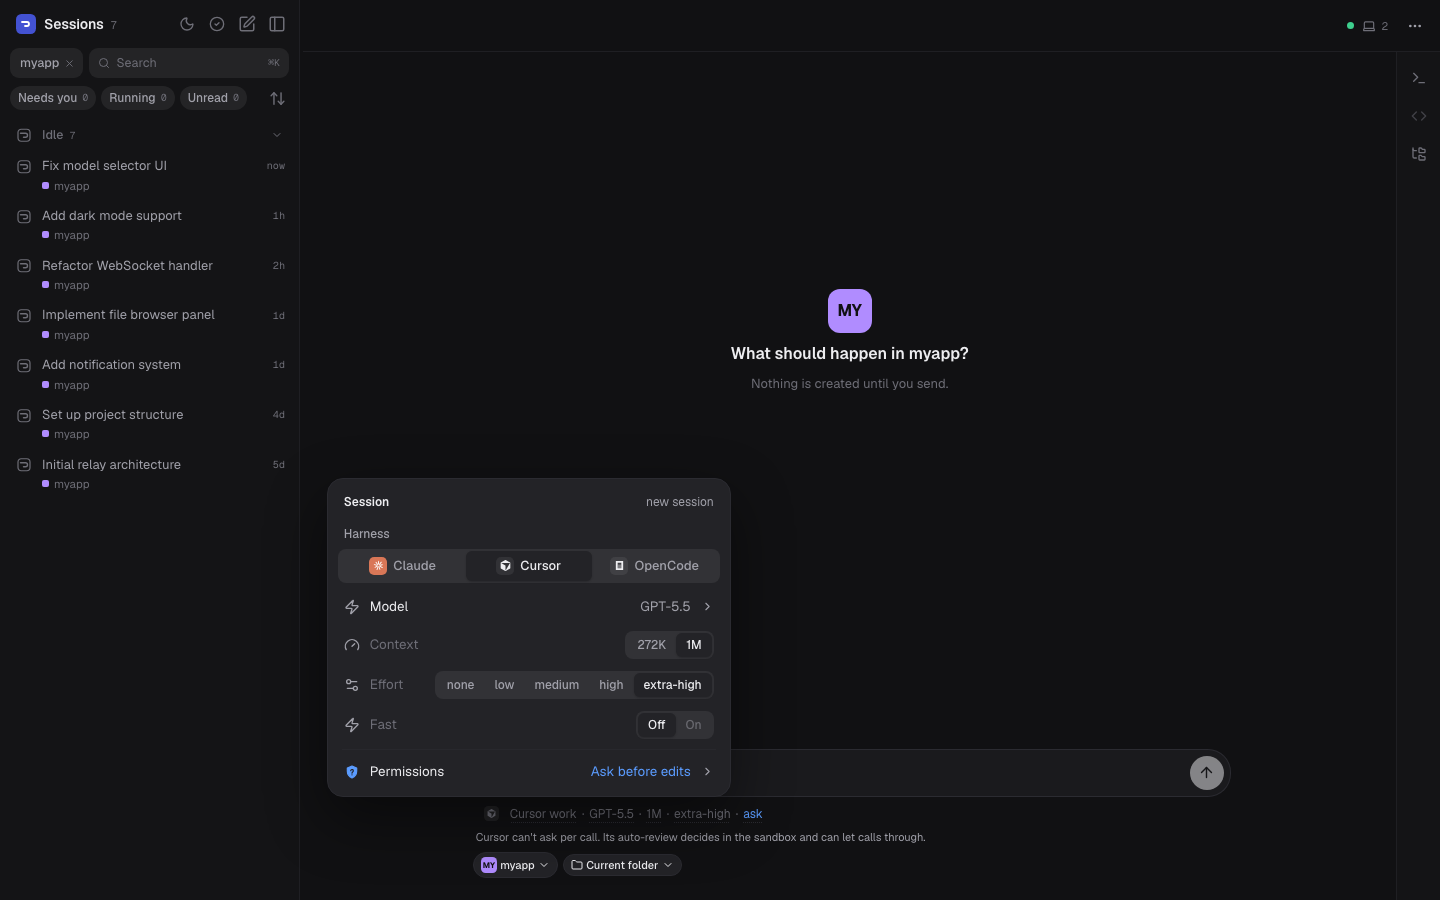 Sessions 7
myapp
Search ⌘K
Needs you 0 Running 0 Unread 0
Idle 7
Fix model selector UI now
myapp
Add dark mode support 1h
myapp
Refactor WebSocket handler 2h
myapp
Implement file browser panel 1d
myapp
Add notification system 1d
myapp
Set up project structure 4d
myapp
Initial relay architecture 5d
myapp
2
MY
What should happen in myapp?
Nothing is created until you send.
Session new session
Harness
Claude Cursor OpenCode
Model GPT-5.5
Context 272K 1M
Effort none low medium high extra-high
Fast Off On
Permissions Ask before edits
Cursor work · GPT-5.5 · 1M · extra-high · ask
Cursor can't ask per call. Its auto-review decides in the sandbox and can let calls through.
MY myapp Current folder